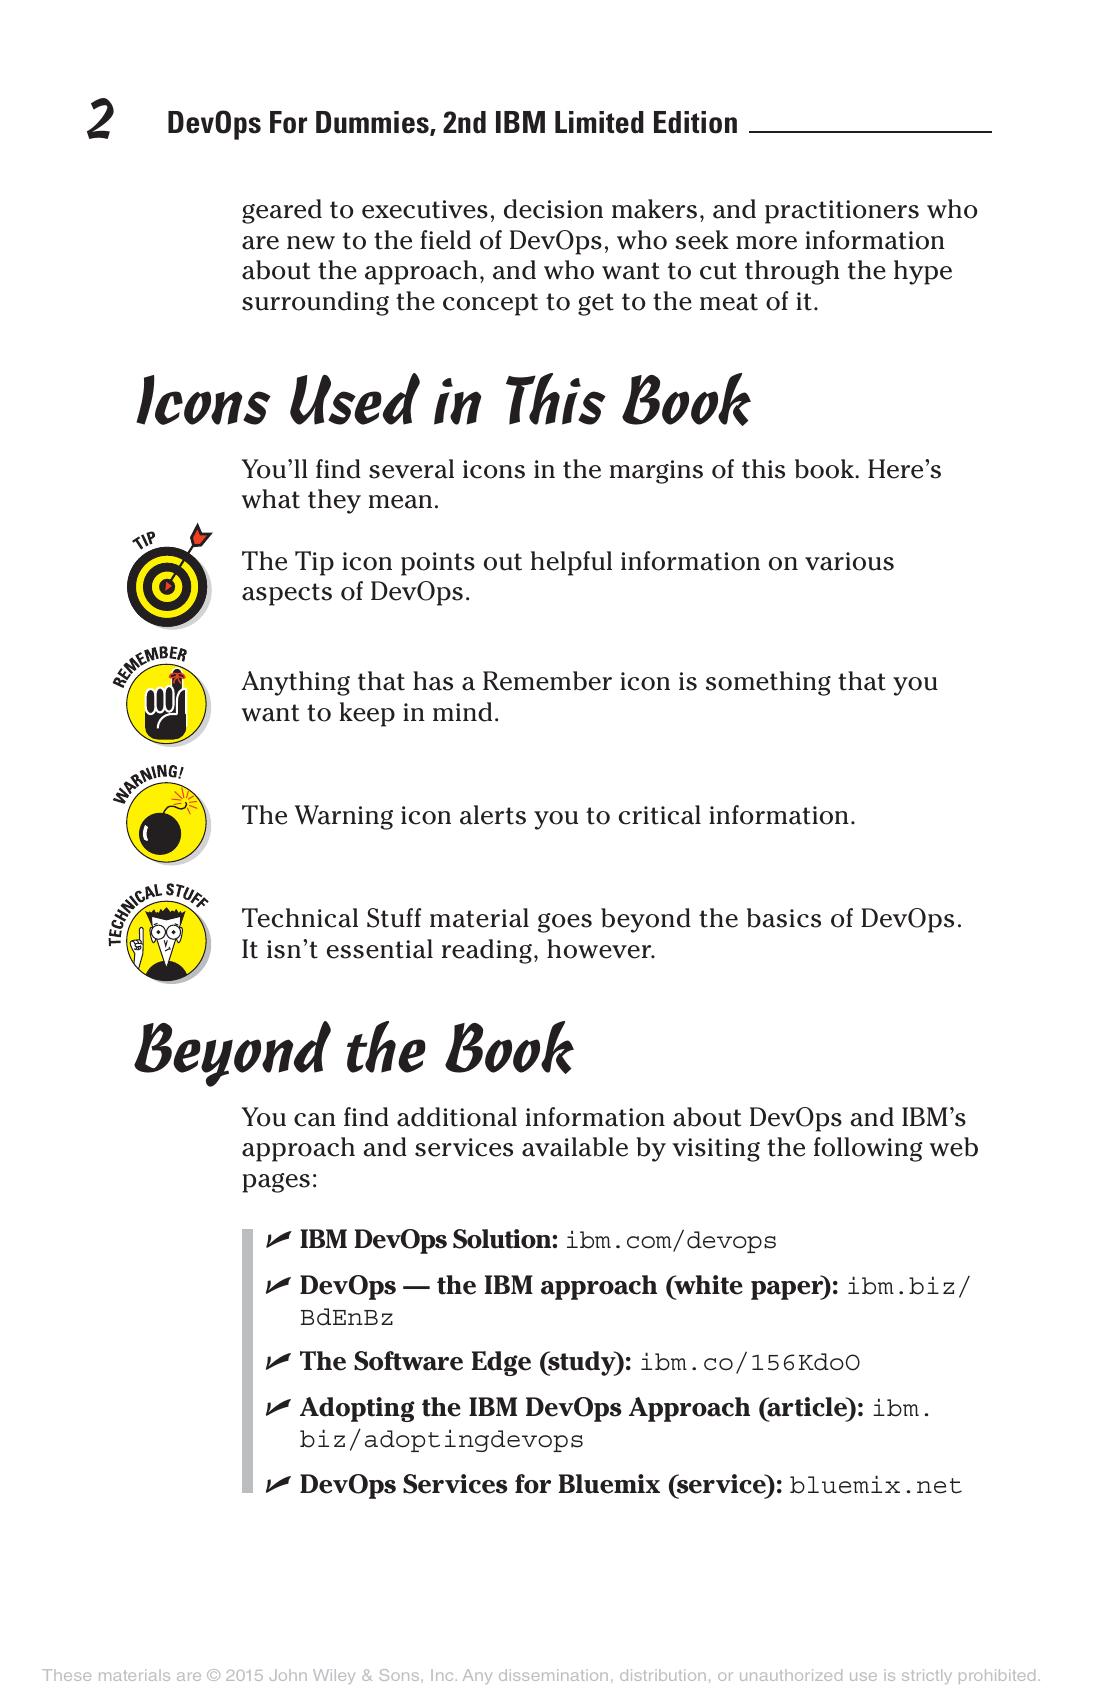 2 DevOps For Dummies, 2nd IBM Limited Edition
geared to executives, decision makers, and practitioners who
are new to the field of DevOps, who seek more information
about the approach, and who want to cut through the hype
surrounding the concept to get to the meat of it.
Icons Used in This Book
You’ll find several icons in the margins of this book. Here’s
what they mean.
TIP
The Tip icon points out helpful information on various
aspects of DevOps.
REMEMBER
Anything that has a Remember icon is something that you
want to keep in mind.
WARNING!
The Warning icon alerts you to critical information.
TECHNICAL STUFF
Technical Stuff material goes beyond the basics of DevOps.
It isn’t essential reading, however.
Beyond the Book
You can find additional information about DevOps and IBM’s
approach and services available by visiting the following web
pages:
✓ IBM DevOps Solution: ibm.com/devops
✓ DevOps — the IBM approach (white paper): ibm.biz/
BdEnBz
✓ The Software Edge (study): ibm.co/156KdoO
✓ Adopting the IBM DevOps Approach (article): ibm.
biz/adoptingdevops
✓ DevOps Services for Bluemix (service): bluemix.net
These materials are © 2015 John Wiley & Sons, Inc. Any dissemination, distribution, or unauthorized use is strictly prohibited.